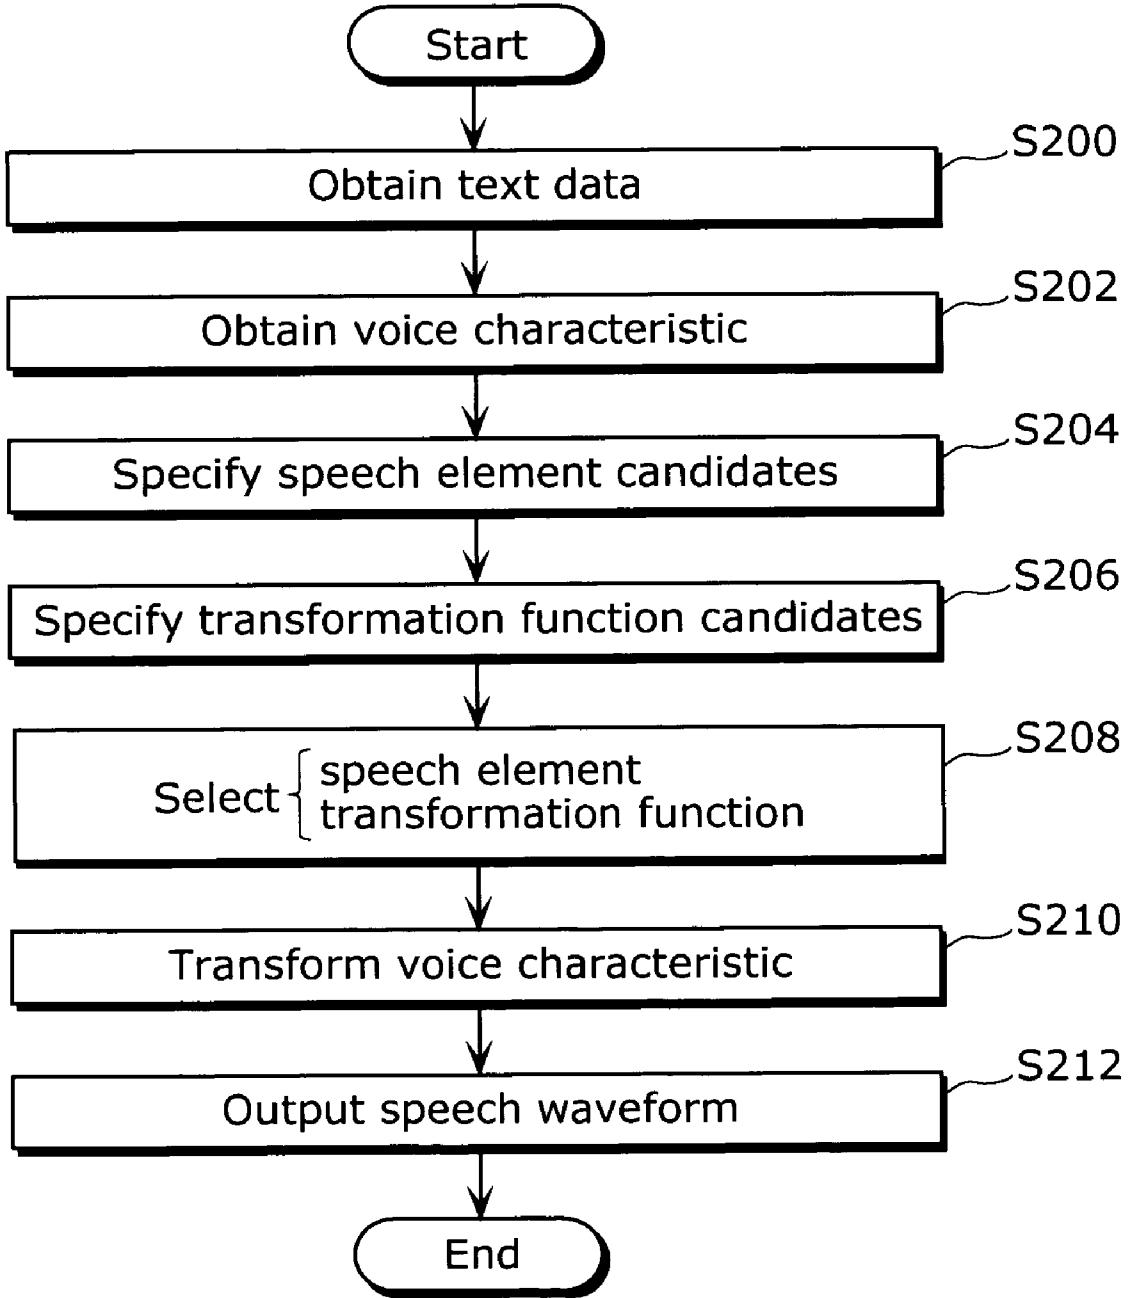 Start
S200
Obtain text data
S202
Obtain voice characteristic
S204
Specify speech element candidates
S206
Specify transformation function candidates
S208
Select { speech element
transformation function
S210
Transform voice characteristic
S212
Output speech waveform
End